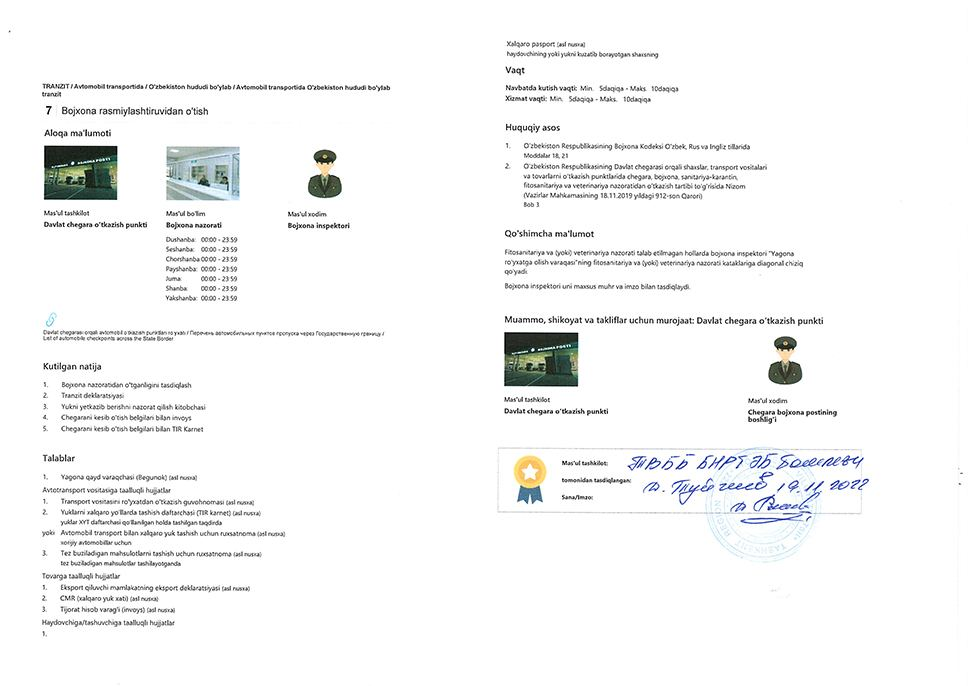 TRANZIT / Avtomobil transportida / O'zbekiston hududi bo'ylab / Avtomobil transportida O'zbekiston hududi bo'ylab
tranzit
7 Bojxona rasmiylashtiruvidan o'tish
Aloqa ma'lumoti
Mas'ul tashkilot
Davlat chegara o'tkazish punkti
Mas'ul bo'lim
Bojxona nazorati
Dushanba: 00:00 - 23:59
Seshanba: 00:00 - 23:59
Chorshanba 00:00 - 23:59
Payshanba: 00:00 - 23:59
Juma: 00:00 - 23:59
Shanba: 00:00 - 23:59
Yakshanba: 00:00 - 23:59
Mas'ul xodim
Bojxona inspektori
Davlat chegarasi orqali avtomobil o'tkazish punktlari ro'yxati / Перечень автомобильных пунктов пропуска через Государственную границу /
List of automobile checkpoints across the State Border
Kutilgan natija
1. Bojxona nazoratidan o'tganligini tasdiqlash
2. Tranzit deklaratsiyasi
3. Yukni yetkazib berishni nazorat qilish kitobchasi
4. Chegarani kesib o'tish belgilari bilan invoys
5. Chegarani kesib o'tish belgilari bilan TIR Karnet
Talablar
1. Yagona qayd varaqchasi (Begunok) (asl nusxa)
Avtotransport vositasiga taalluqli hujjatlar
1. Transport vositasini ro'yxatdan o'tkazish guvohnomasi (asl nusxa)
2. Yuklarni xalqaro yo'llarda tashish daftarchasi (TIR karnet) (asl nusxa)
yuklar XYT daftarchasi qo'llanilgan holda tashilgan taqdirda
yoki Avtomobil transport bilan xalqaro yuk tashish uchun ruxsatnoma (asl nusxa)
xorijiy avtomobillar uchun
3. Tez buziladigan mahsulotlarni tashish uchun ruxsatnoma (asl nusxa)
tez buziladigan mahsulotlar tashilayotganda
Tovarga taalluqli hujjatlar
1. Eksport qiluvchi mamlakatning eksport deklaratsiyasi (asl nusxa)
2. CMR (xalqaro yuk xati) (asl nusxa)
3. Tijorat hisob varag'i (invoys) (asl nusxa)
Haydovchiga/tashuvchiga taalluqli hujjatlar
1.
Xalqaro pasport (asl nusxa)
haydovchining yoki yukni kuzatib borayotgan shaxsning
Vaqt
Navbatda kutish vaqti: Min. 5daqiqa - Maks. 10daqiqa
Xizmat vaqti: Min. 5daqiqa - Maks. 10daqiqa
Huquqiy asos
1. O'zbekiston Respublikasining Bojxona Kodeksi O'zbek, Rus va Ingliz tillarida
Moddalar 18, 21
2. O'zbekiston Respublikasining Davlat chegarasi orqali shaxslar, transport vositalari
va tovarlarni o'tkazish punktlarida chegara, bojxona, sanitariya-karantin,
fitosanitariya va veterinariya nazoratidan o'tkazish tartibi to'g'risida Nizom
(Vazirlar Mahkamasining 18.11.2019 yildagi 912-son Qarori)
Bob 3
Qo'shimcha ma'lumot
Fitosanitariya va (yoki) veterinariya nazorati talab etilmagan hollarda bojxona inspektori "Yagona
ro'yxatga olish varaqasi"ning fitosanitariya va (yoki) veterinariya nazorati kataklariga diagonal chiziq
qo'yadi.
Bojxona inspektori uni maxsus muhr va imzo bilan tasdiqlaydi.
Muammo, shikoyat va takliflar uchun murojaat: Davlat chegara o'tkazish punkti
Mas'ul tashkilot
Davlat chegara o'tkazish punkti
Mas'ul xodim
Chegara bojxona postining
boshlig'i
Mas'ul tashkilot:
tomonidan tasdiqlangan: 19.11.2022
Sana/Imzo: